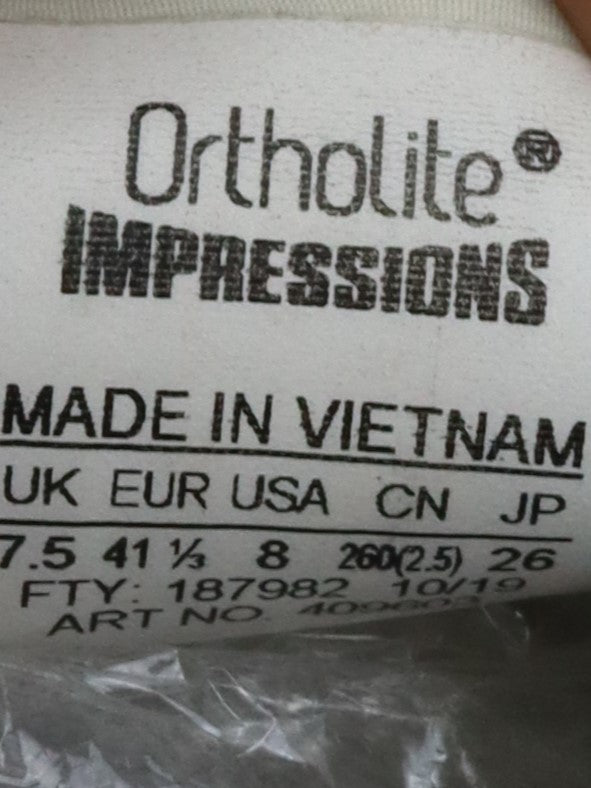 Ortholite®
IMPRESSIONS
MADE IN VIETNAM
UK EUR USA CN JP
7.5 41 ⅓ 8 260(2.5) 26
FTY: 187982 10/19
ART NO.